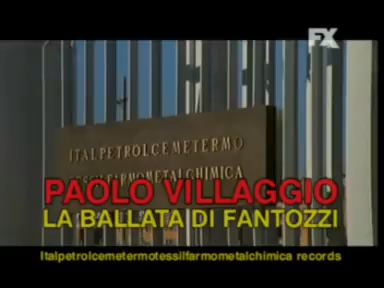 FX
ITALPETROLCEMETERMO
TESSILFARMOMETALCHIMICA
PAOLO VILLAGGIO
LA BALLATA DI FANTOZZI
Italpetrolcemetermotessilfarmometalchimica records